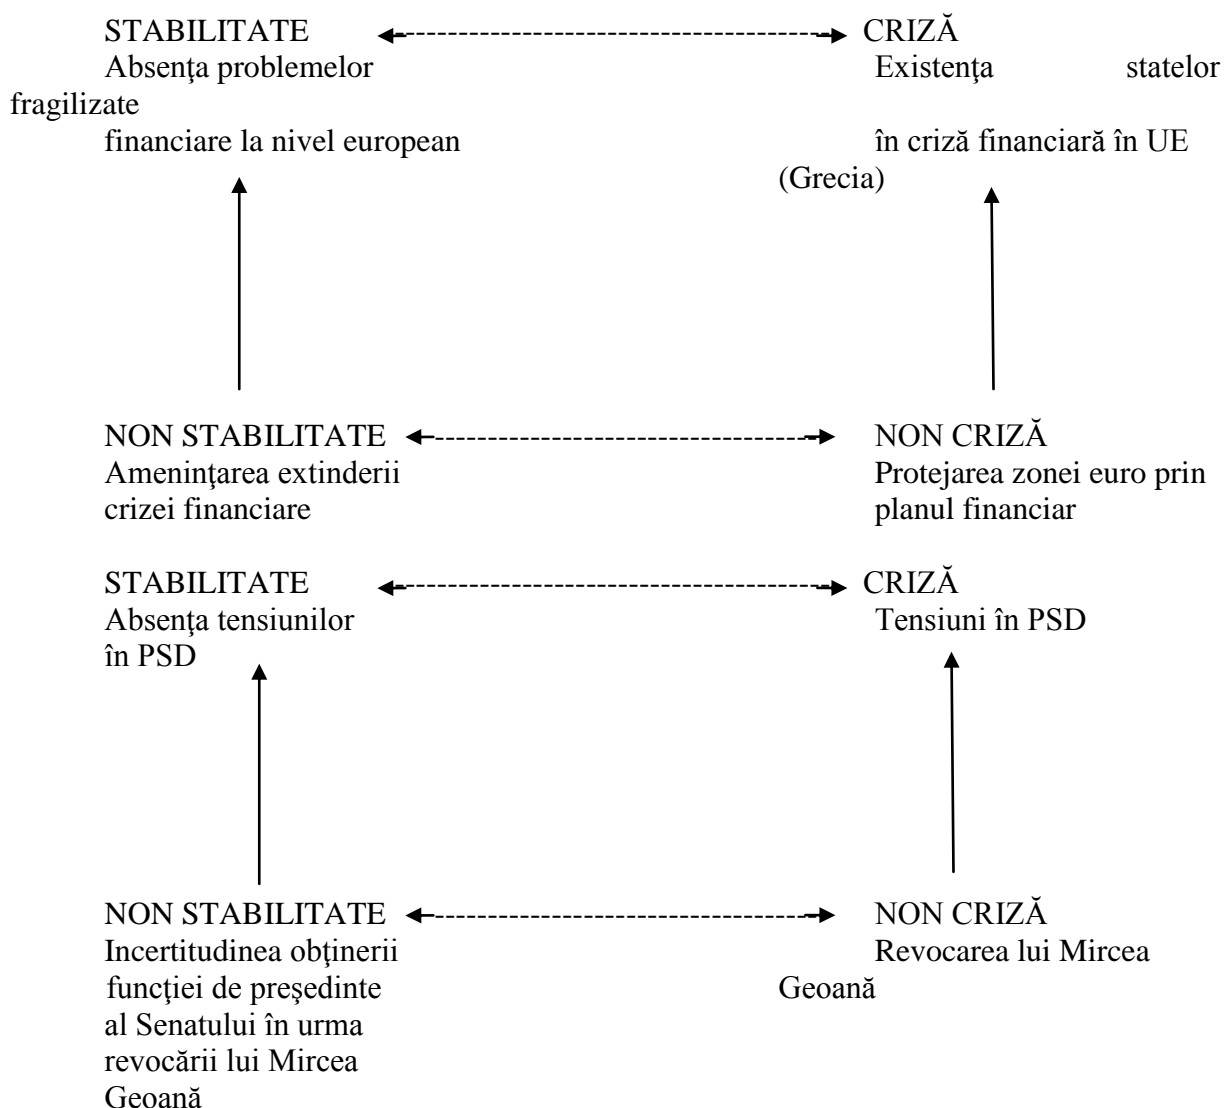 STABILITATE CRIZĂ
Absenţa problemelor Existenţa statelor
fragilizate
financiare la nivel european în criză financiară în UE
(Grecia)
NON STABILITATE NON CRIZĂ
Ameninţarea extinderii Protejarea zonei euro prin
crizei financiare planul financiar
STABILITATE CRIZĂ
Absenţa tensiunilor Tensiuni în PSD
în PSD
NON STABILITATE NON CRIZĂ
Incertitudinea obţinerii Revocarea lui Mircea
funcţiei de preşedinte Geoană
al Senatului în urma
revocării lui Mircea
Geoană